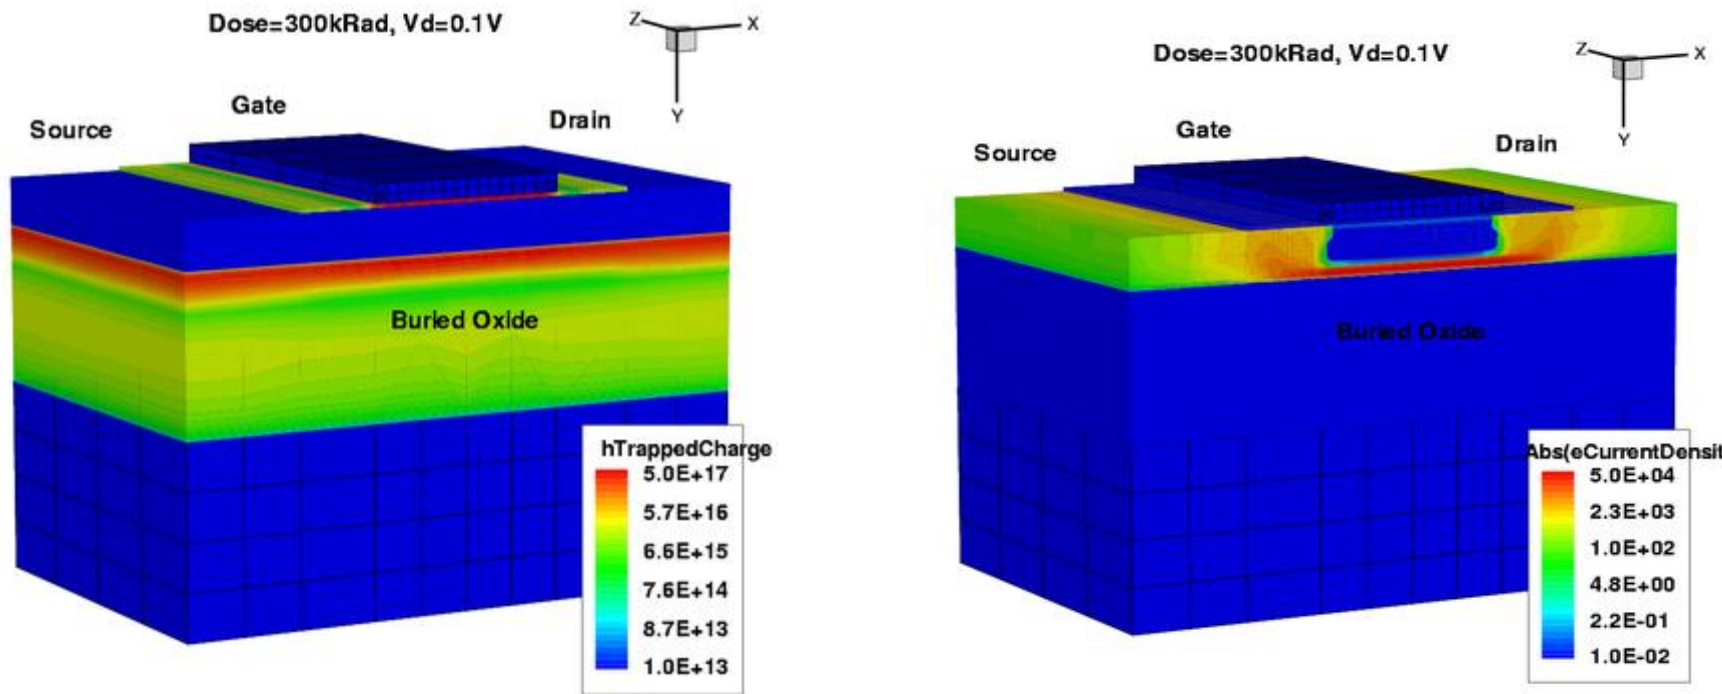 Dose=300kRad, Vd=0.1V
Z
X
Y
Gate
Source
Drain
Buried Oxide
hTrappedCharge
5.0E+17
5.7E+16
6.6E+15
7.6E+14
8.7E+13
1.0E+13
Dose=300kRad, Vd=0.1V
Z
X
Y
Gate
Source
Drain
Buried Oxide
Abs(eCurrentDensit
5.0E+04
2.3E+03
1.0E+02
4.8E+00
2.2E-01
1.0E-02